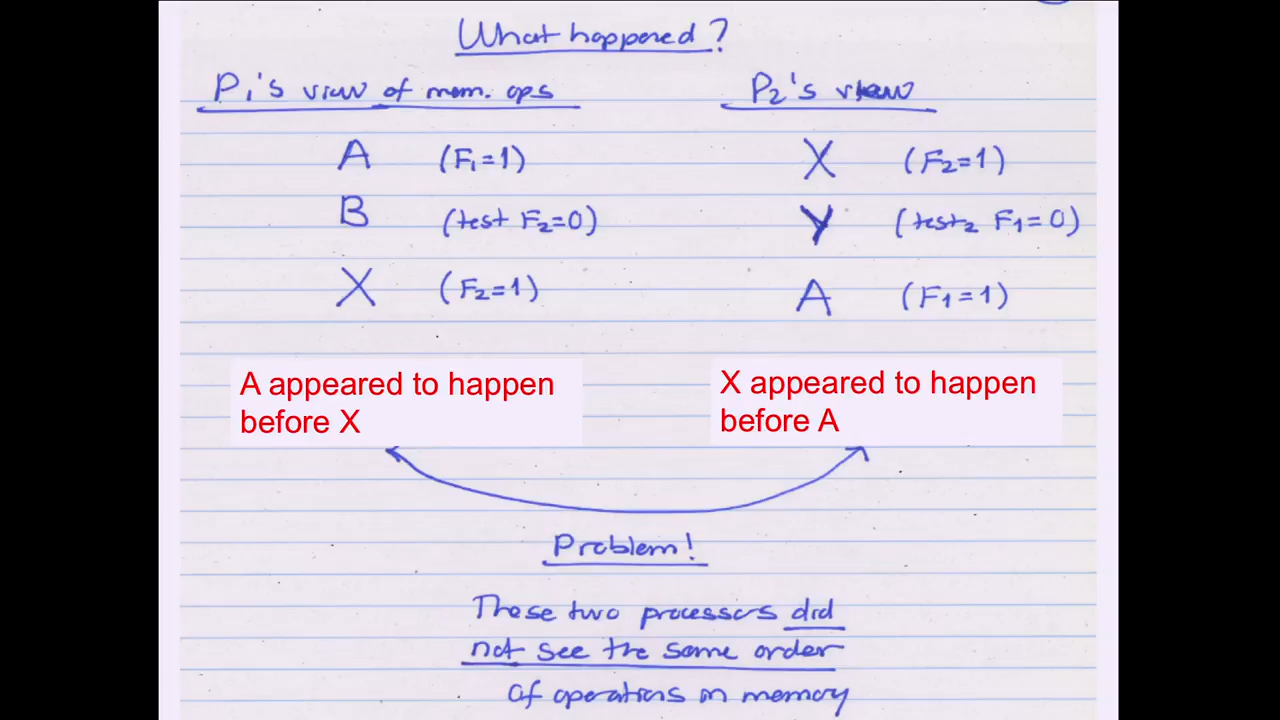 What happened?
P1's view of mem. ops
P2's view
A (F1=1)
X (F2=1)
B (test F2=0)
Y (test2 F1=0)
X (F2=1)
A (F1=1)
A appeared to happen
before X
X appeared to happen
before A
Problem!
These two processors did
not see the same order
of operations in memory